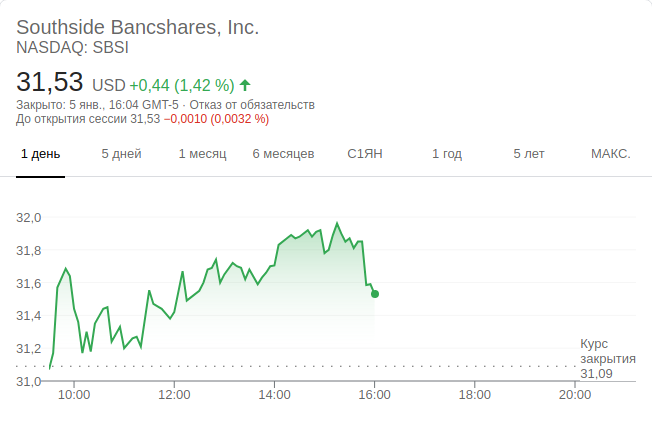 Southside Bancshares, Inc.
NASDAQ: SBSI
31,53 USD +0,44 (1,42 %)
Закрыто: 5 янв., 16:04 GMT-5 · Отказ от обязательств
До открытия сессии 31,53 −0,0010 (0,0032 %)
1 день 5 дней 1 месяц 6 месяцев С1ЯН 1 год 5 лет МАКС.
32,0
31,8
31,6
31,4
31,2
Курс
закрытия
31,09
31,0
10:00 12:00 14:00 16:00 18:00 20:00